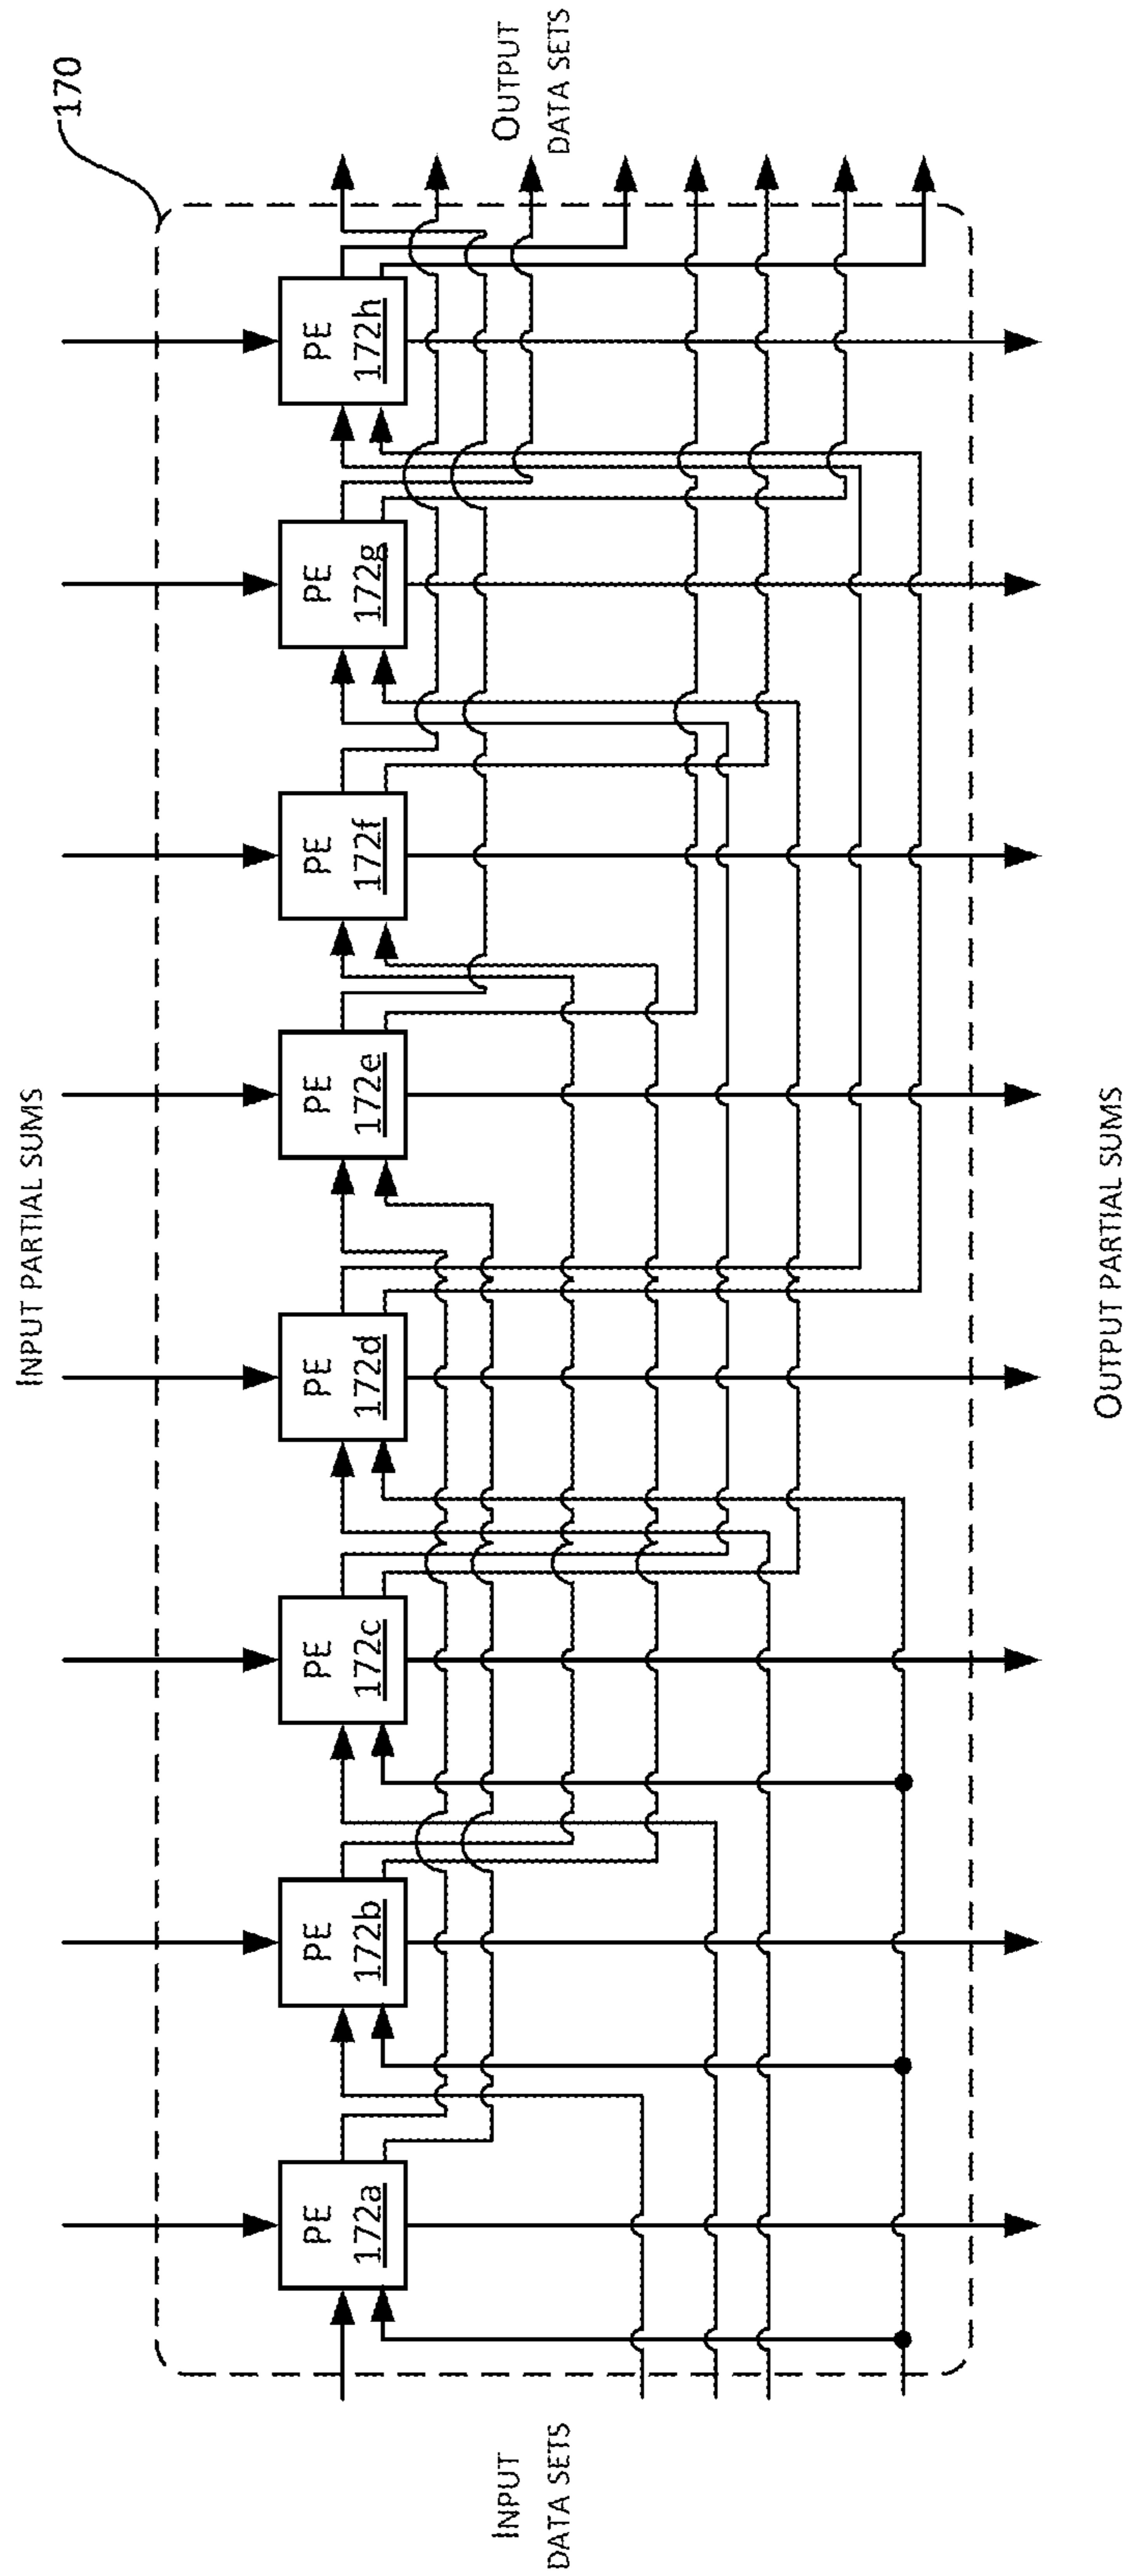 170
INPUT PARTIAL SUMS
INPUT
DATA SETS
PE
172a
PE
172b
PE
172c
PE
172d
PE
172e
PE
172f
PE
172g
PE
172h
OUTPUT
DATA SETS
OUTPUT PARTIAL SUMS